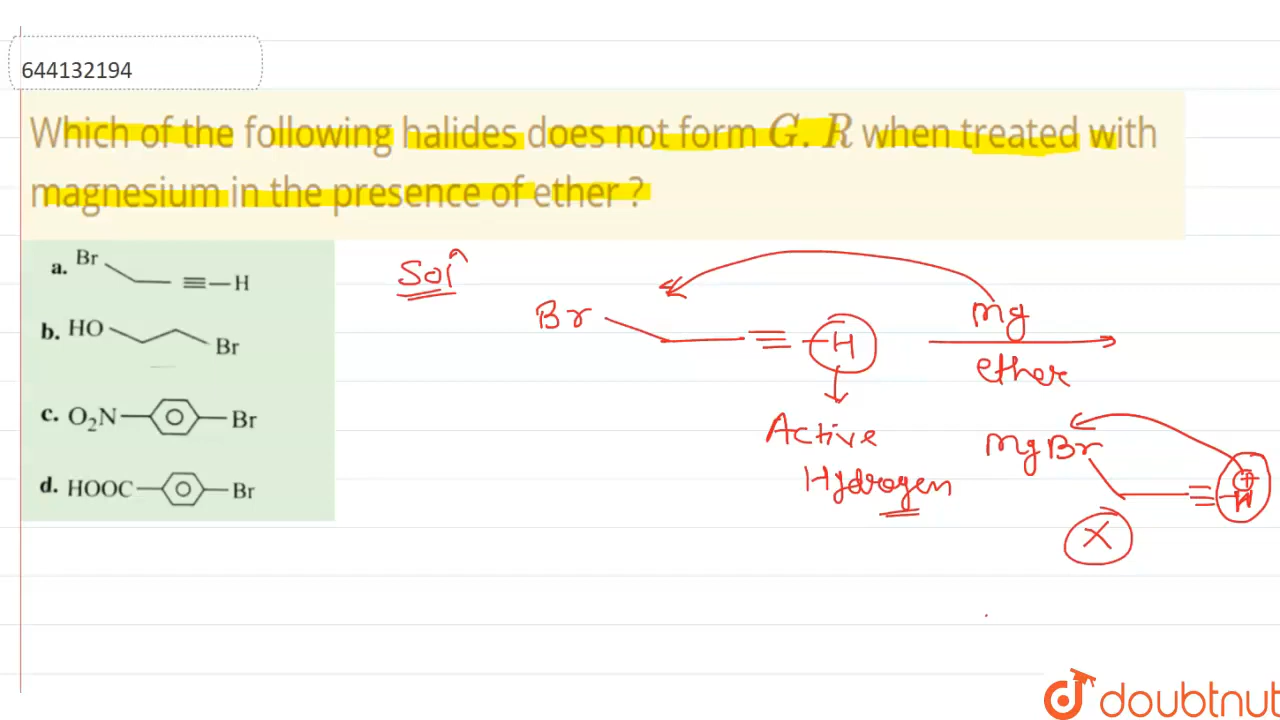 644132194
Which of the following halides does not form G. R when treated with
magnesium in the presence of ether ?
a. Br ≡—H
b. HO Br
c. O₂N Br
d. HOOC Br
Solⁿ
Br ≡—H
Mg
ether
Active
Hydrogen
MgBr ≡—H ⊕
X
doubtnut